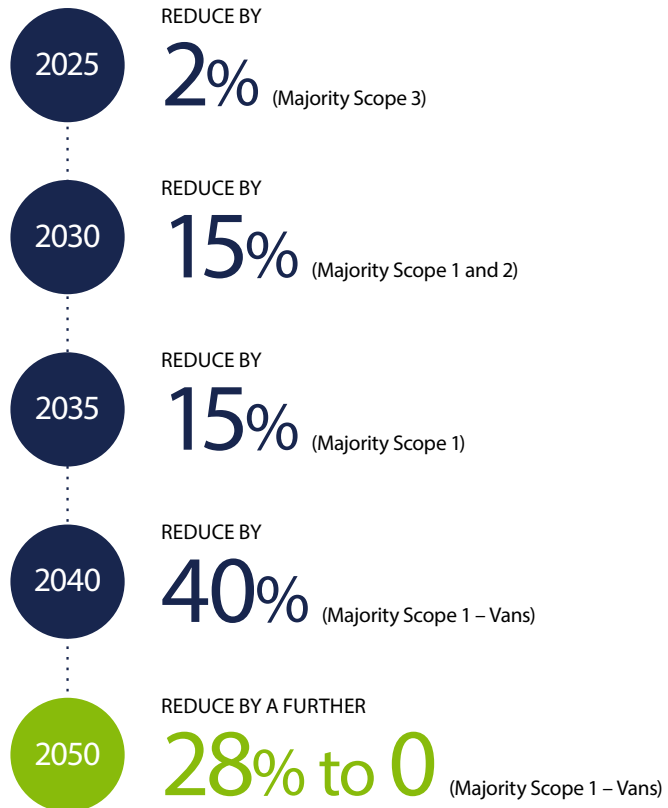 2025
REDUCE BY
2% (Majority Scope 3)
2030
REDUCE BY
15% (Majority Scope 1 and 2)
2035
REDUCE BY
15% (Majority Scope 1)
2040
REDUCE BY
40% (Majority Scope 1 – Vans)
2050
REDUCE BY A FURTHER
28% to 0 (Majority Scope 1 – Vans)